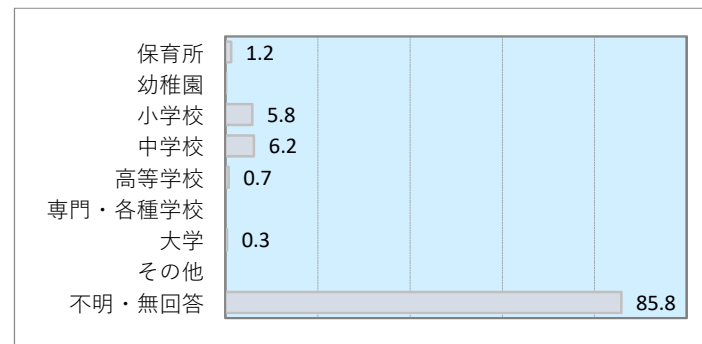 保育所 1.2
幼稚園
小学校 5.8
中学校 6.2
高等学校 0.7
専門・各種学校
大学 0.3
その他
不明・無回答 85.8